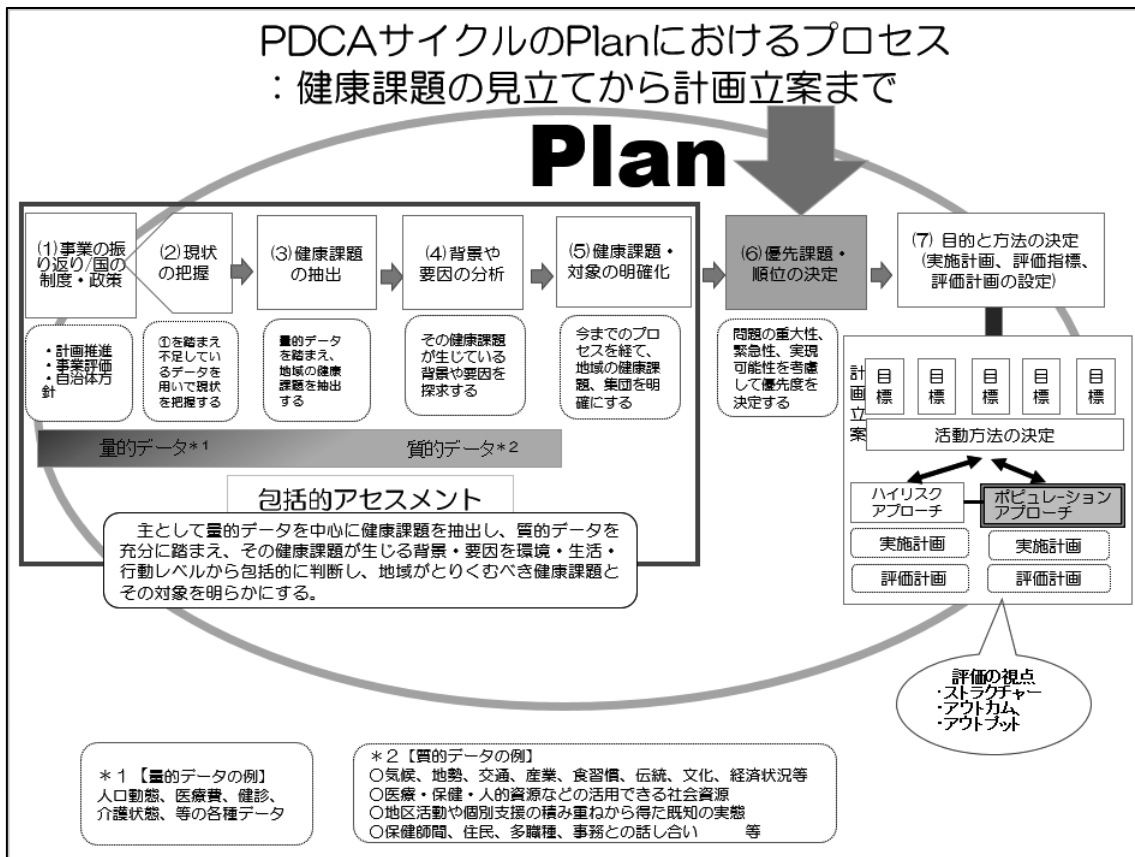 PDCAサイクルのPlanにおけるプロセス
：健康課題の見立てから計画立案まで
Plan
(1)事業の振
り返り/国の
制度・政策
(2)現状
の把握
(3)健康課題
の抽出
(4)背景や
要因の分析
(5)健康課題・
対象の明確化
(6)優先課題・
順位の決定
(7) 目的と方法の決定
(実施計画、評価指標、
評価計画の設定)
・計画推進
・事業評価
・自治体方
針
①を踏まえ
不足してい
るデータを
用いて現状
を把握する
量的データ
を踏まえ、
地域の健康
課題を抽出
する
その健康課題
が生じている
背景や要因を
探求する
今までのプロ
セスを経て、
地域の健康課
題、集団を明
確にする
問題の重大性、
緊急性、実現
可能性を考慮
して優先度を
決定する
計画立案
目標
目標
目標
目標
目標
活動方法の決定
ハイリスク
アプローチ
ポピュレーション
アプローチ
実施計画
実施計画
評価計画
評価計画
量的データ*1
質的データ*2
包括的アセスメント
主として量的データを中心に健康課題を抽出し、質的データを
充分に踏まえ、その健康課題が生じる背景・要因を環境・生活・
行動レベルから包括的に判断し、地域がとりくむべき健康課題と
その対象を明らかにする。
評価の視点
・ストラクチャー
・アウトカム、
・アウトプット
＊1【量的データの例】
人口動態、医療費、健診、
介護状態、等の各種データ
＊2【質的データの例】
○気候、地勢、交通、産業、食習慣、伝統、文化、経済状況等
○医療・保健・人的資源などの活用できる社会資源
○地区活動や個別支援の積み重ねから得た既知の実態
○保健師間、住民、多職種、事務との話し合い　　等